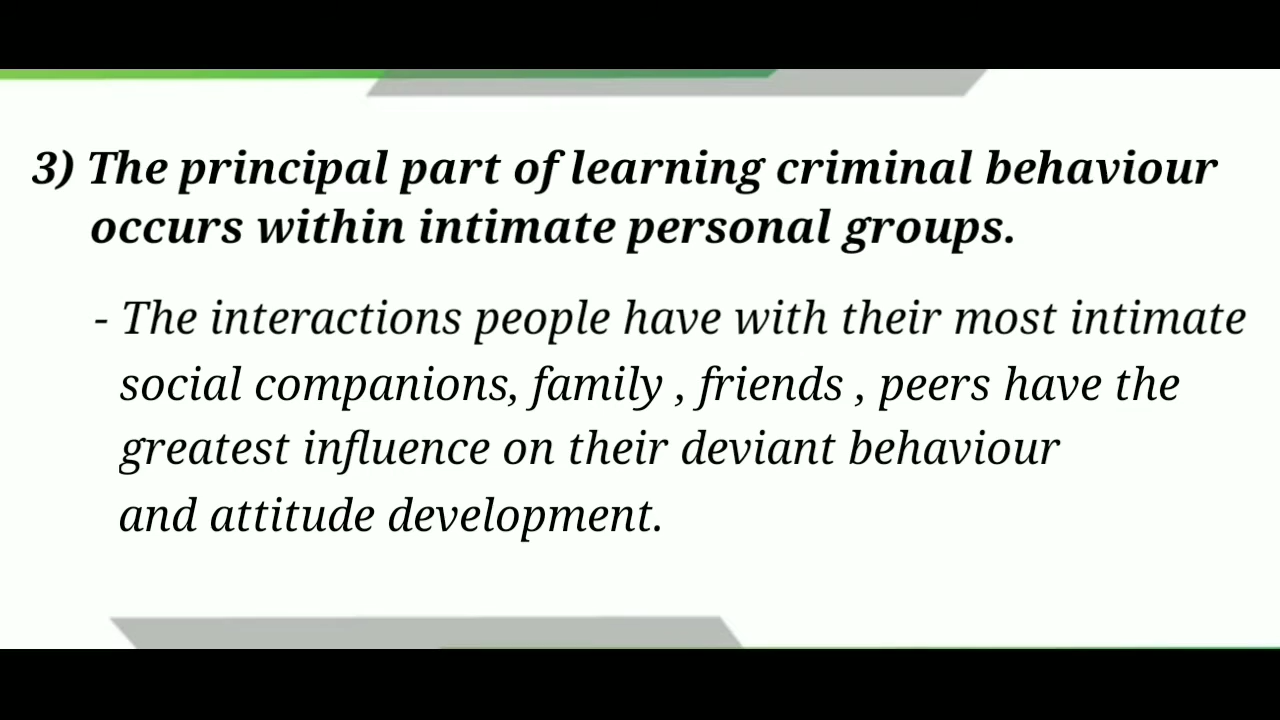 3) The principal part of learning criminal behaviour
occurs within intimate personal groups.
- The interactions people have with their most intimate
social companions, family , friends , peers have the
greatest influence on their deviant behaviour
and attitude development.